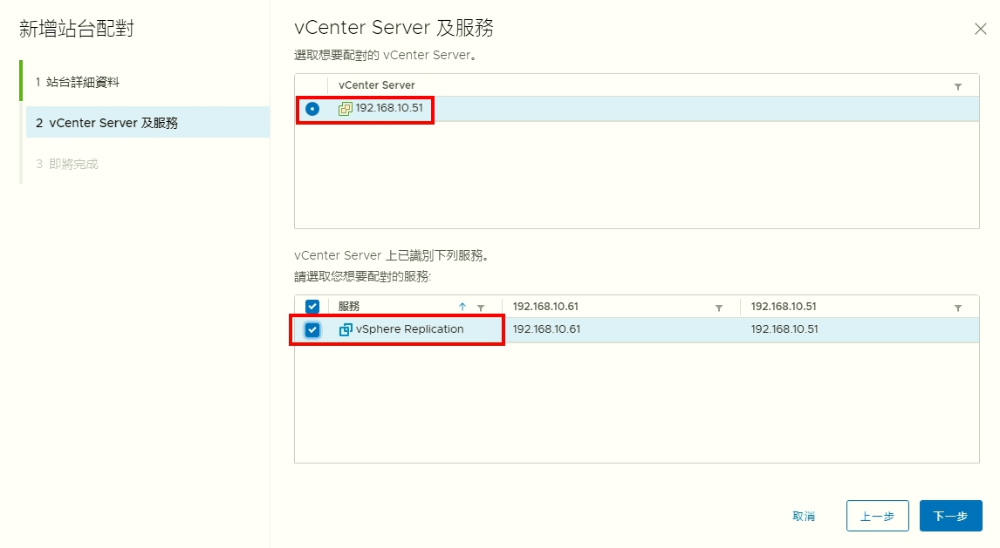 新增站台配對
1 站台詳細資料
2 vCenter Server 及服務
3 即將完成
vCenter Server 及服務
選取想要配對的 vCenter Server。
vCenter Server
192.168.10.51
vCenter Server 上已識別下列服務。
請選取您想要配對的服務:
服務 192.168.10.61 192.168.10.51
vSphere Replication 192.168.10.61 192.168.10.51
取消 上一步 下一步